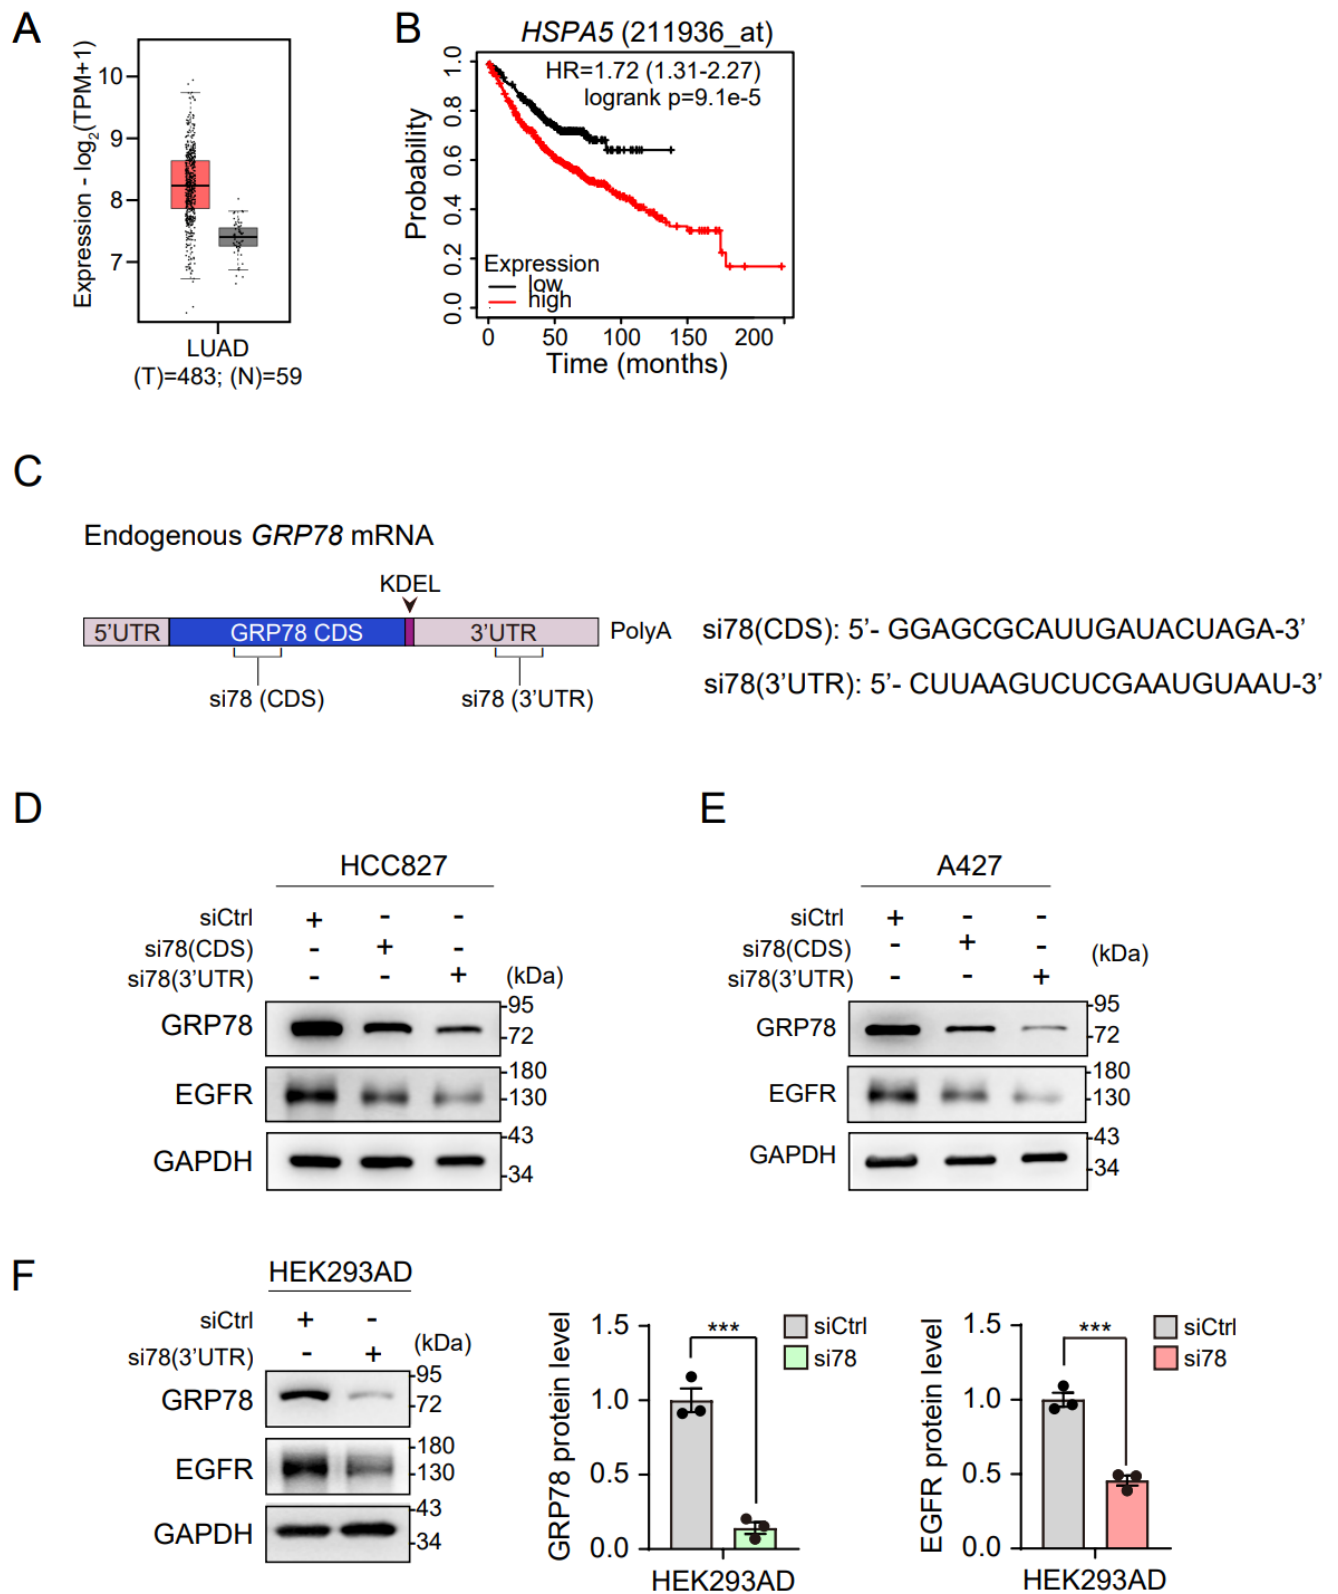 A
Expression - log2(TPM+1)
10
9
8
7
LUAD
(T)=483; (N)=59
B
HSPA5 (211936_at)
HR=1.72 (1.31-2.27)
logrank p=9.1e-5
Probability
1.0
0.8
0.6
0.4
0.2
0.0
Expression
low
high
0 50 100 150 200
Time (months)
C
Endogenous GRP78 mRNA
KDEL
5'UTR GRP78 CDS 3'UTR PolyA
si78 (CDS) si78 (3'UTR)
si78(CDS): 5'- GGAGCGCAUUGAUACUAGA-3'
si78(3'UTR): 5'- CUUAAGUCUCGAAUGUAAU-3'
D
HCC827
siCtrl + - -
si78(CDS) - + -
si78(3'UTR) - - + (kDa)
GRP78 -95
-72
EGFR -180
-130
GAPDH -43
-34
E
A427
siCtrl + - -
si78(CDS) - + - (kDa)
si78(3'UTR) - - +
GRP78 -95
-72
EGFR -180
-130
GAPDH -43
-34
F
HEK293AD
siCtrl + -
si78(3'UTR) - + (kDa)
GRP78 -95
-72
EGFR -180
-130
GAPDH -43
-34
GRP78 protein level
1.5
1.0
0.5
0.0
***
siCtrl
si78
HEK293AD
EGFR protein level
1.5
1.0
0.5
0.0
***
siCtrl
si78
HEK293AD